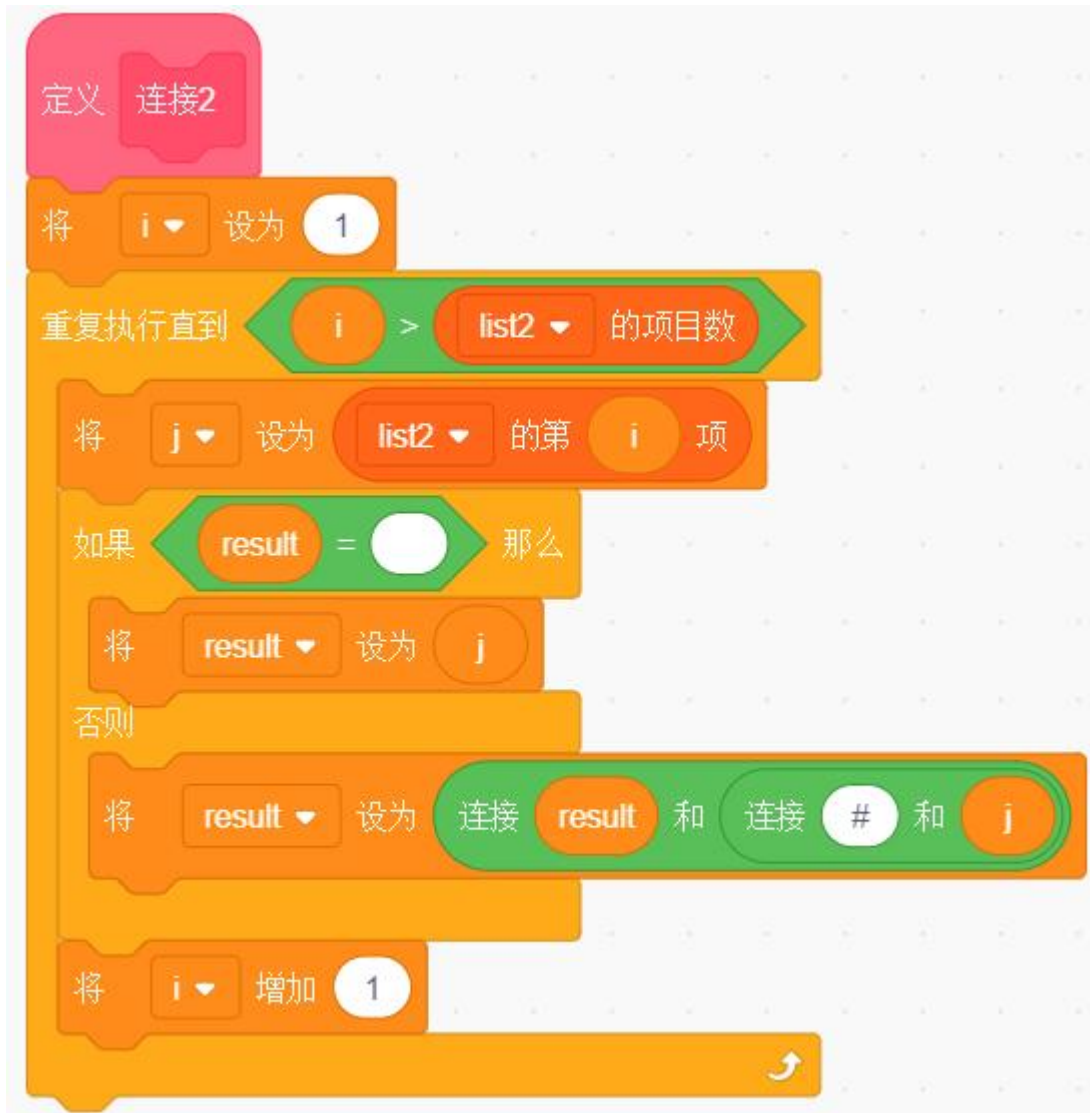 定义 连接2
将 i 设为 1
重复执行直到 i > list2 的项目数
将 j 设为 list2 的第 i 项
如果 result = 那么
将 result 设为 j
否则
将 result 设为 连接 result 和 连接 # 和 j
将 i 增加 1